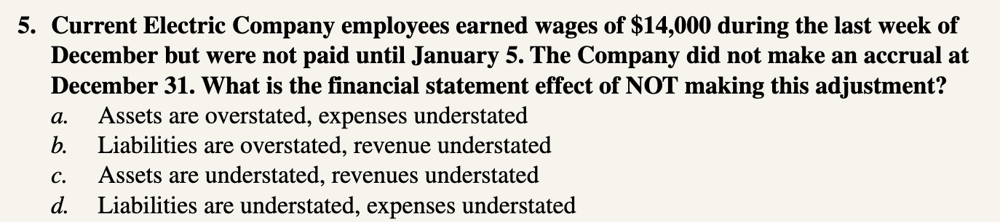 5. Current Electric Company employees earned wages of $14,000 during the last week of
December but were not paid until January 5. The Company did not make an accrual at
December 31. What is the financial statement effect of NOT making this adjustment?
a. Assets are overstated, expenses understated
b. Liabilities are overstated, revenue understated
c. Assets are understated, revenues understated
d. Liabilities are understated, expenses understated